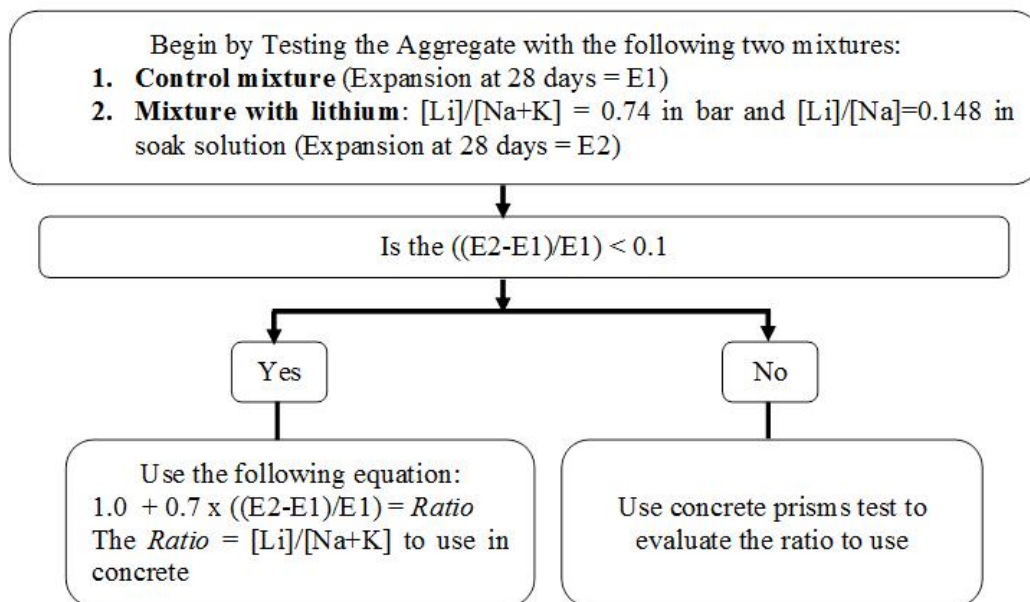 Begin by Testing the Aggregate with the following two mixtures:
1. Control mixture (Expansion at 28 days = E1)
2. Mixture with lithium: [Li]/[Na+K] = 0.74 in bar and [Li]/[Na]=0.148 in
soak solution (Expansion at 28 days = E2)
Is the ((E2-E1)/E1) < 0.1
Yes
No
Use the following equation:
1.0 + 0.7 x ((E2-E1)/E1) = Ratio
The Ratio = [Li]/[Na+K] to use in
concrete
Use concrete prisms test to
evaluate the ratio to use